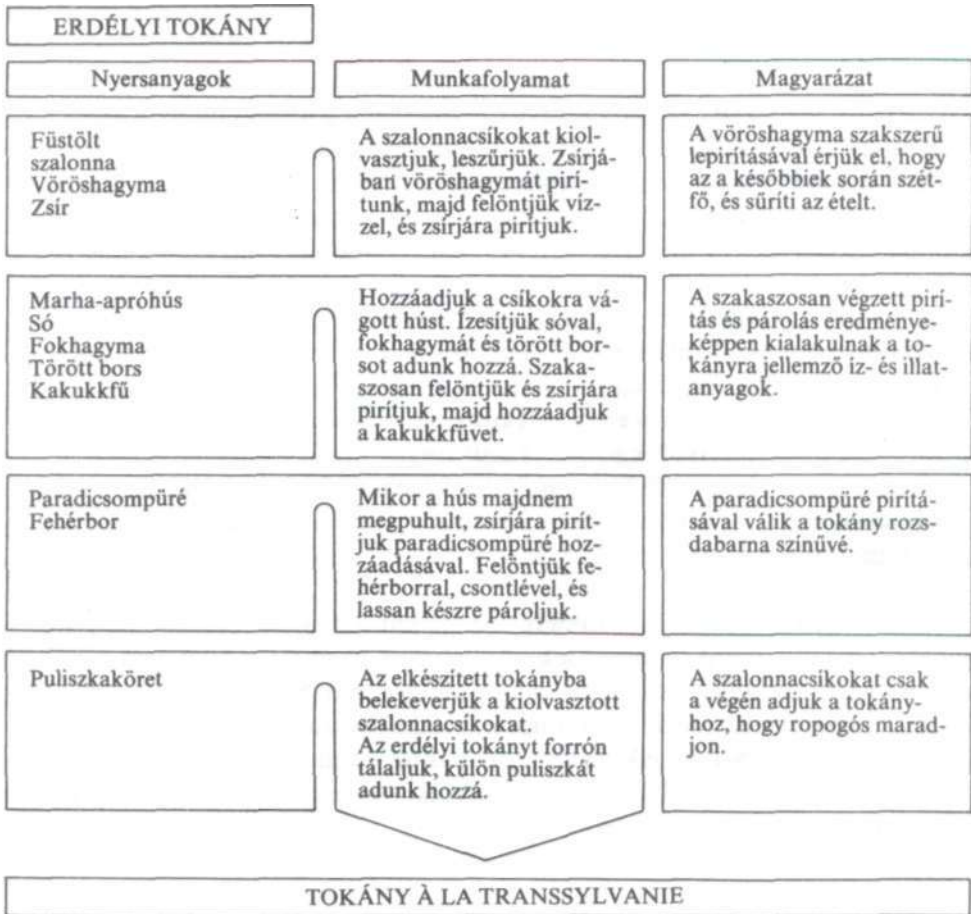 ERDÉLYI TOKÁNY
Nyersanyagok
Munkafolyamat
Magyarázat
Füstölt
szalonna
Vöröshagyma
Zsír
A szalonnacsíkokat kiol-
vasztjuk, leszűrjük. Zsírjá-
ban vöröshagymát pirí-
tunk, majd felöntjük víz-
zel, és zsírjára pirítjuk.
A vöröshagyma szakszerű
lepirításával érjük el, hogy
az a későbbiek során szét-
fő, és sűríti az ételt.
Marha-apróhús
Só
Fokhagyma
Törött bors
Kakukkfű
Hozzáadjuk a csíkokra vá-
gott húst. Ízesítjük sóval,
fokhagymát és törött bor-
sot adunk hozzá. Szaka-
szosan felöntjük és zsírjára
pirítjuk, majd hozzáadjuk
a kakukkfüvet.
A szakaszosan végzett pirí-
tás és párolás eredménye-
képpen kialakulnak a to-
kányra jellemző íz- és illat-
anyagok.
Paradicsompüré
Fehérbor
Mikor a hús majdnem
megpuhult, zsírjára pirít-
juk paradicsompüré hoz-
záadásával. Felöntjük fe-
hérborral, csontlével, és
lassan készre pároljuk.
A paradicsompüré pirítá-
sával válik a tokány rozs-
dabarna színűvé.
Puliszkaköret
Az elkészített tokányba
belekeverjük a kiolvasztott
szalonnacsíkokat.
Az erdélyi tokányt forrón
tálaljuk, külön puliszkát
adunk hozzá.
A szalonnacsíkokat csak
a végén adjuk a tokány-
hoz, hogy ropogós marad-
jon.
TOKÁNY À LA TRANSSYLVANIE